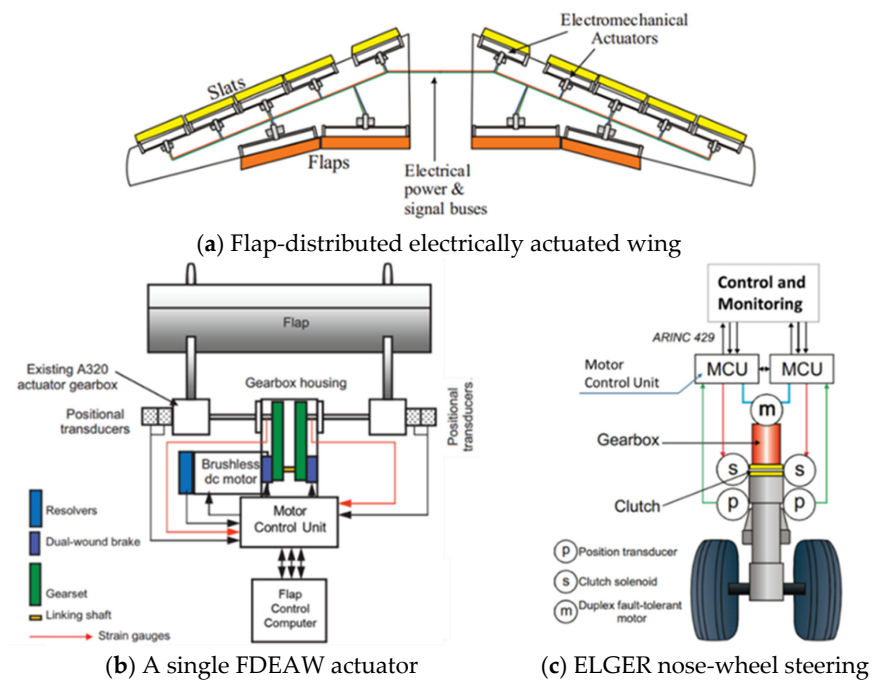 Electromechanical
Actuators
Slats
Flaps
Electrical
power &
signal buses
(a) Flap-distributed electrically actuated wing
Flap
Existing A320
actuator gearbox
Gearbox housing
Positional
transducers
Positional
transducers
Brushless
dc motor
Motor
Control Unit
Resolvers
Dual-wound brake
Gearset
Linking shaft
Strain gauges
Flap
Control
Computer
(b) A single FDEAW actuator
Control and
Monitoring
ARINC 429
Motor
Control Unit
MCU
MCU
m
Gearbox
s
s
Clutch
p
p
p Position transducer
s Clutch solenoid
m Duplex fault-tolerant
motor
(c) ELGER nose-wheel steering